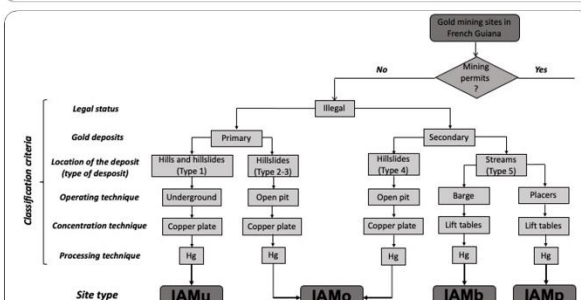 Gold mining sites in
French Guiana
Mining
permits
?
No
Yes
Classification criteria
Legal status
Illegal
Gold deposits
Primary
Secondary
Location of the deposit
(type of desposit)
Hills and hillslides
(Type 1)
Hillslides
(Type 2-3)
Hillslides
(Type 4)
Streams
(Type 5)
Operating technique
Underground
Open pit
Open pit
Barge
Placers
Concentration technique
Copper plate
Copper plate
Copper plate
Lift tables
Lift tables
Processing technique
Hg
Hg
Hg
Hg
Hg
Site type
IAMu
IAMo
IAMb
IAMp